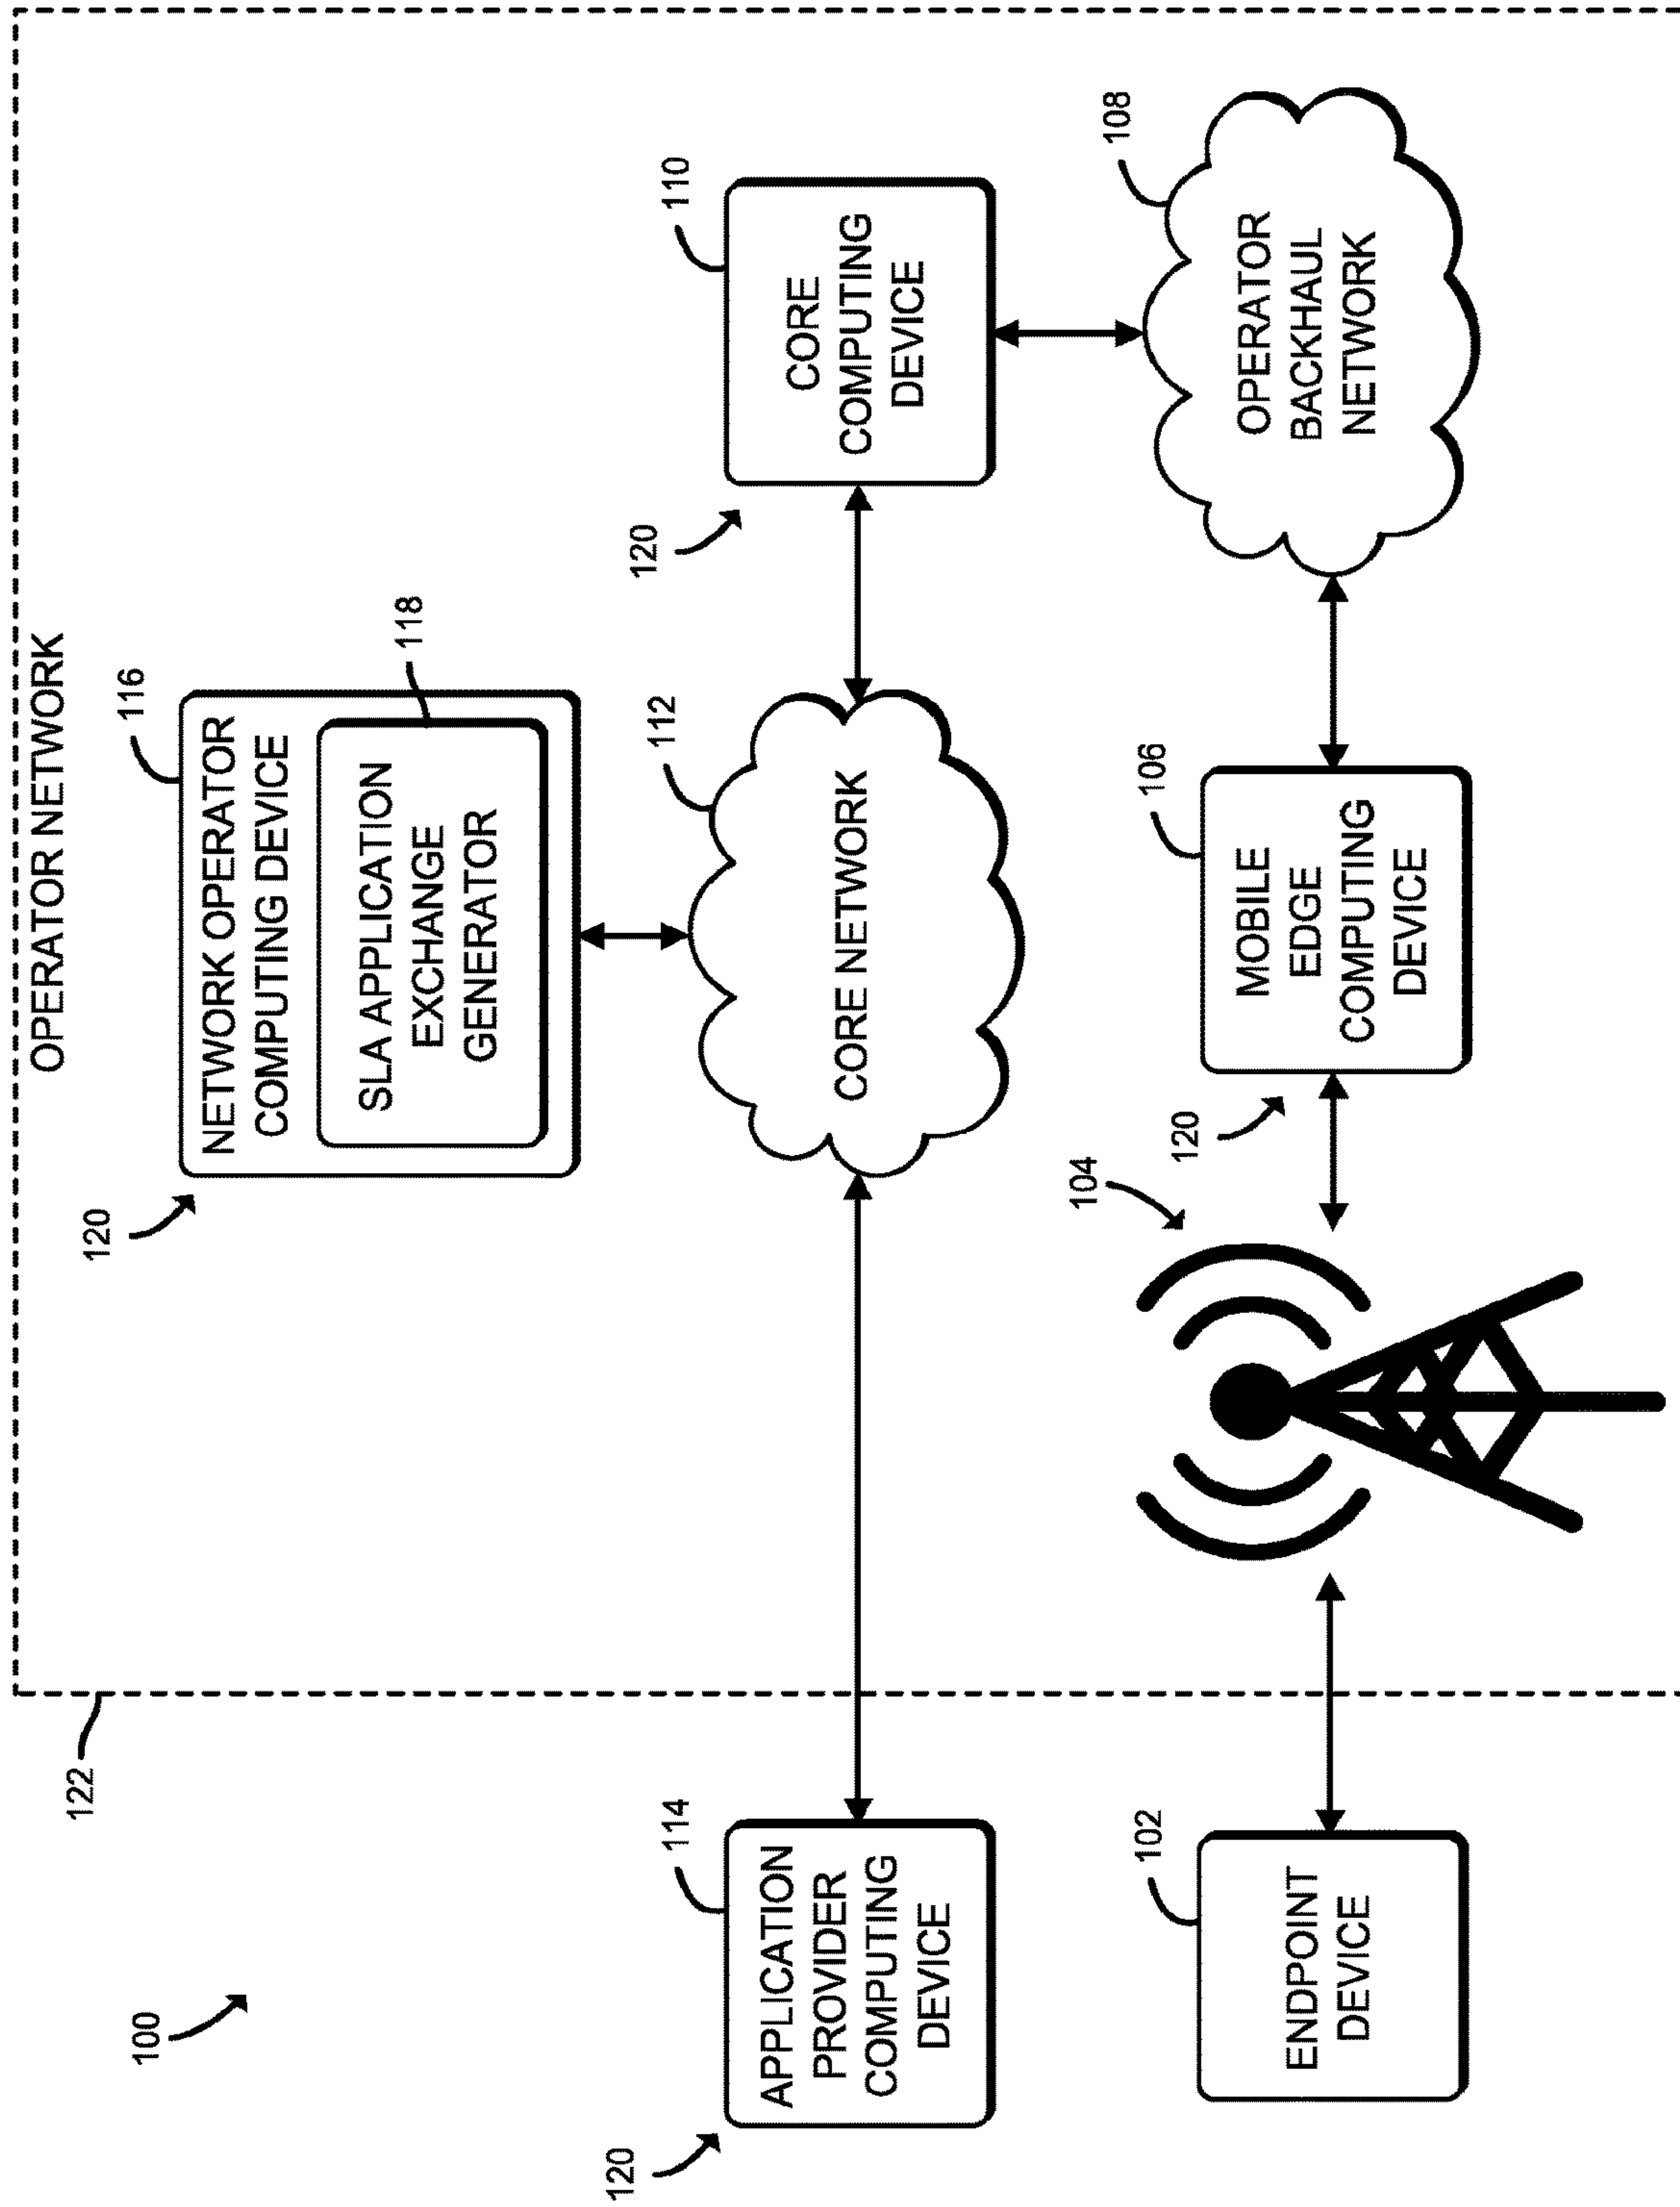 OPERATOR NETWORK
100
122
120
116
NETWORK OPERATOR
COMPUTING DEVICE
118
SLA APPLICATION
EXCHANGE
GENERATOR
120
114
APPLICATION
PROVIDER
COMPUTING
DEVICE
112
CORE NETWORK
120
110
CORE
COMPUTING
DEVICE
102
ENDPOINT
DEVICE
104
120
106
MOBILE
EDGE
COMPUTING
DEVICE
108
OPERATOR
BACKHAUL
NETWORK